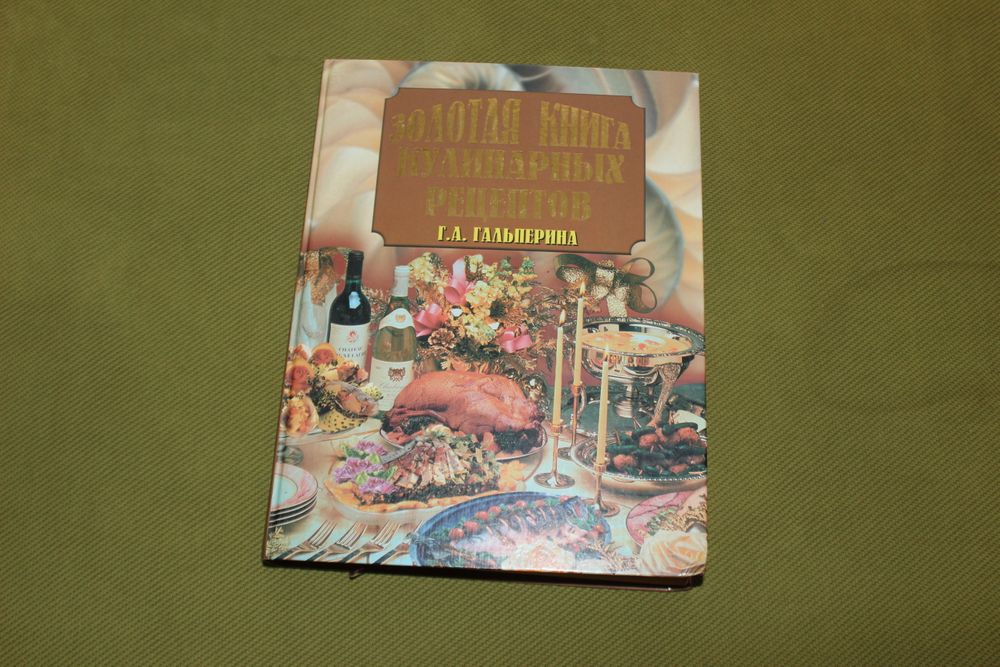 ЗОЛОТАЯ КНИГА
КУЛИНАРНЫХ
РЕЦЕПТОВ
Г.А. ГАЛЬПЕРИНА